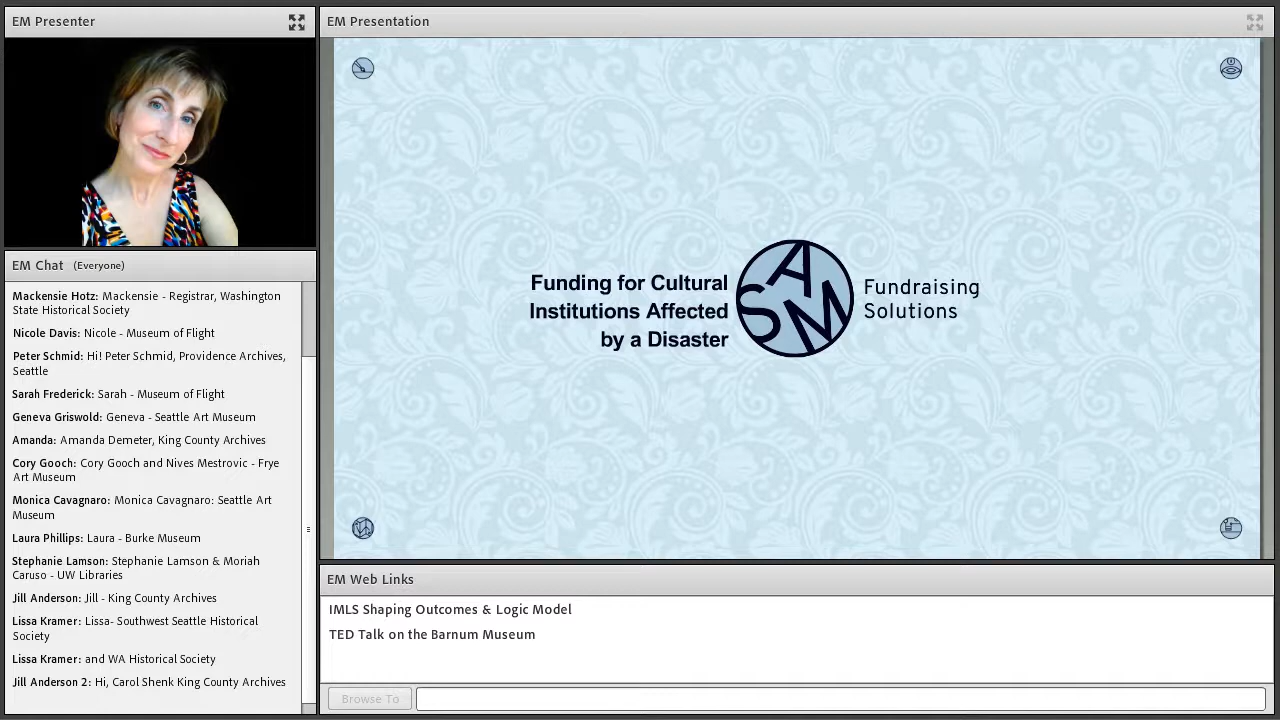 EM Presenter
EM Chat (Everyone)
Mackensie Hotz: Mackensie - Registrar, Washington
State Historical Society
Nicole Davis: Nicole - Museum of Flight
Peter Schmid: Hi! Peter Schmid, Providence Archives,
Seattle
Sarah Frederick: Sarah - Museum of Flight
Geneva Griswold: Geneva - Seattle Art Museum
Amanda: Amanda Demeter, King County Archives
Cory Gooch: Cory Gooch and Nives Mestrovic - Frye
Art Museum
Monica Cavagnaro: Monica Cavagnaro: Seattle Art
Museum
Laura Phillips: Laura - Burke Museum
Stephanie Lamson: Stephanie Lamson & Moriah
Caruso - UW Libraries
Jill Anderson: Jill - King County Archives
Lissa Kramer: Lissa- Southwest Seattle Historical
Society
Lissa Kramer: and WA Historical Society
Jill Anderson 2: Hi, Carol Shenk King County Archives
EM Presentation
Funding for Cultural
Institutions Affected
by a Disaster
SAM
Fundraising
Solutions
EM Web Links
IMLS Shaping Outcomes & Logic Model
TED Talk on the Barnum Museum
Browse To